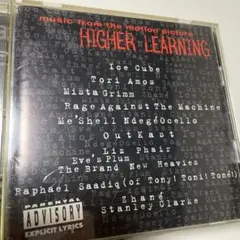 music from the motion picture
HIGHER LEARNING
Ice Cube
Tori Amos
Mista Grimm
Rage Against The Machine
Me'Shell NdegéOcello
OutKast
Liz Phair
Eve's Plum
The Brand New Heavies
Raphael Saadiq (of Tony! Toni! Toné!)
Zhané
Stanley Clarke
PARENTAL
ADVISORY
EXPLICIT LYRICS